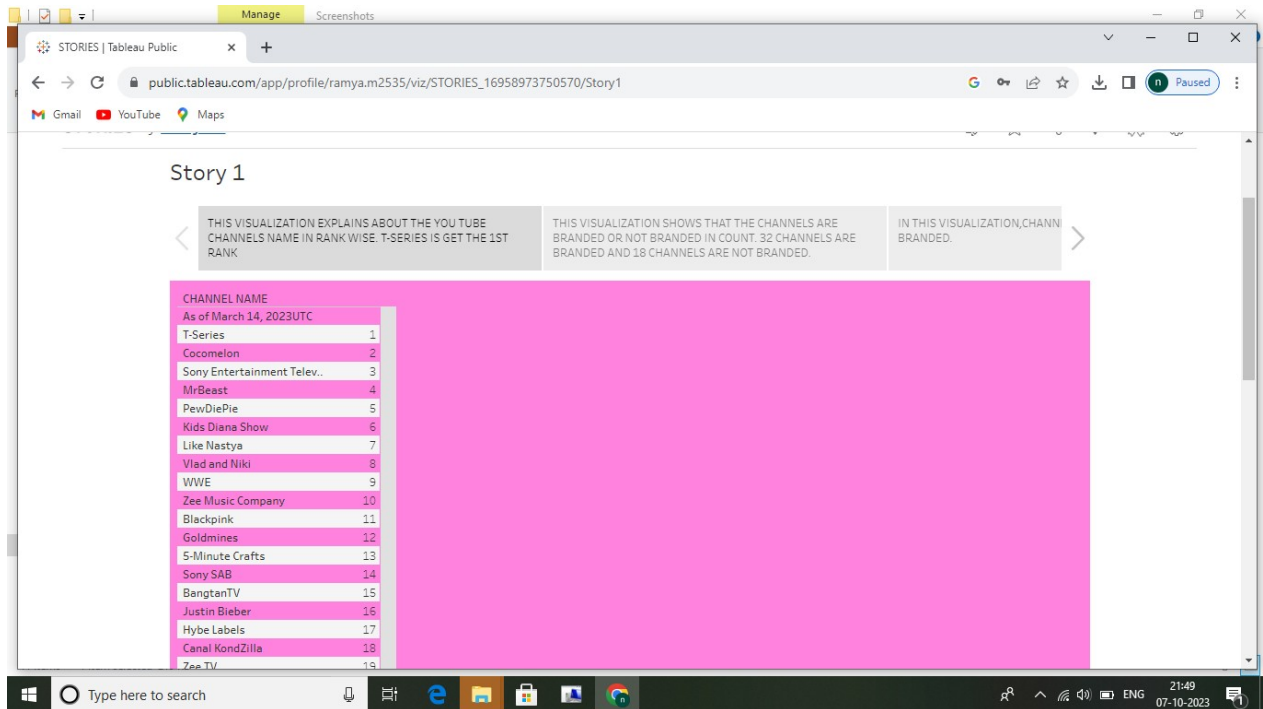 Manage Screenshots
STORIES | Tableau Public
public.tableau.com/app/profile/ramya.m2535/viz/STORIES_16958973750570/Story1
n Paused
Gmail YouTube Maps
Story 1
THIS VISUALIZATION EXPLAINS ABOUT THE YOU TUBE
CHANNELS NAME IN RANK WISE. T-SERIES IS GET THE 1ST
RANK
THIS VISUALIZATION SHOWS THAT THE CHANNELS ARE
BRANDED OR NOT BRANDED IN COUNT. 32 CHANNELS ARE
BRANDED AND 18 CHANNELS ARE NOT BRANDED.
IN THIS VISUALIZATION,CHANN
BRANDED.
CHANNEL NAME
As of March 14, 2023UTC
T-Series 1
Cocomelon 2
Sony Entertainment Telev.. 3
MrBeast 4
PewDiePie 5
Kids Diana Show 6
Like Nastya 7
Vlad and Niki 8
WWE 9
Zee Music Company 10
Blackpink 11
Goldmines 12
5-Minute Crafts 13
Sony SAB 14
BangtanTV 15
Justin Bieber 16
Hybe Labels 17
Canal KondZilla 18
Zee TV 19
Type here to search
ENG
21:49
07-10-2023